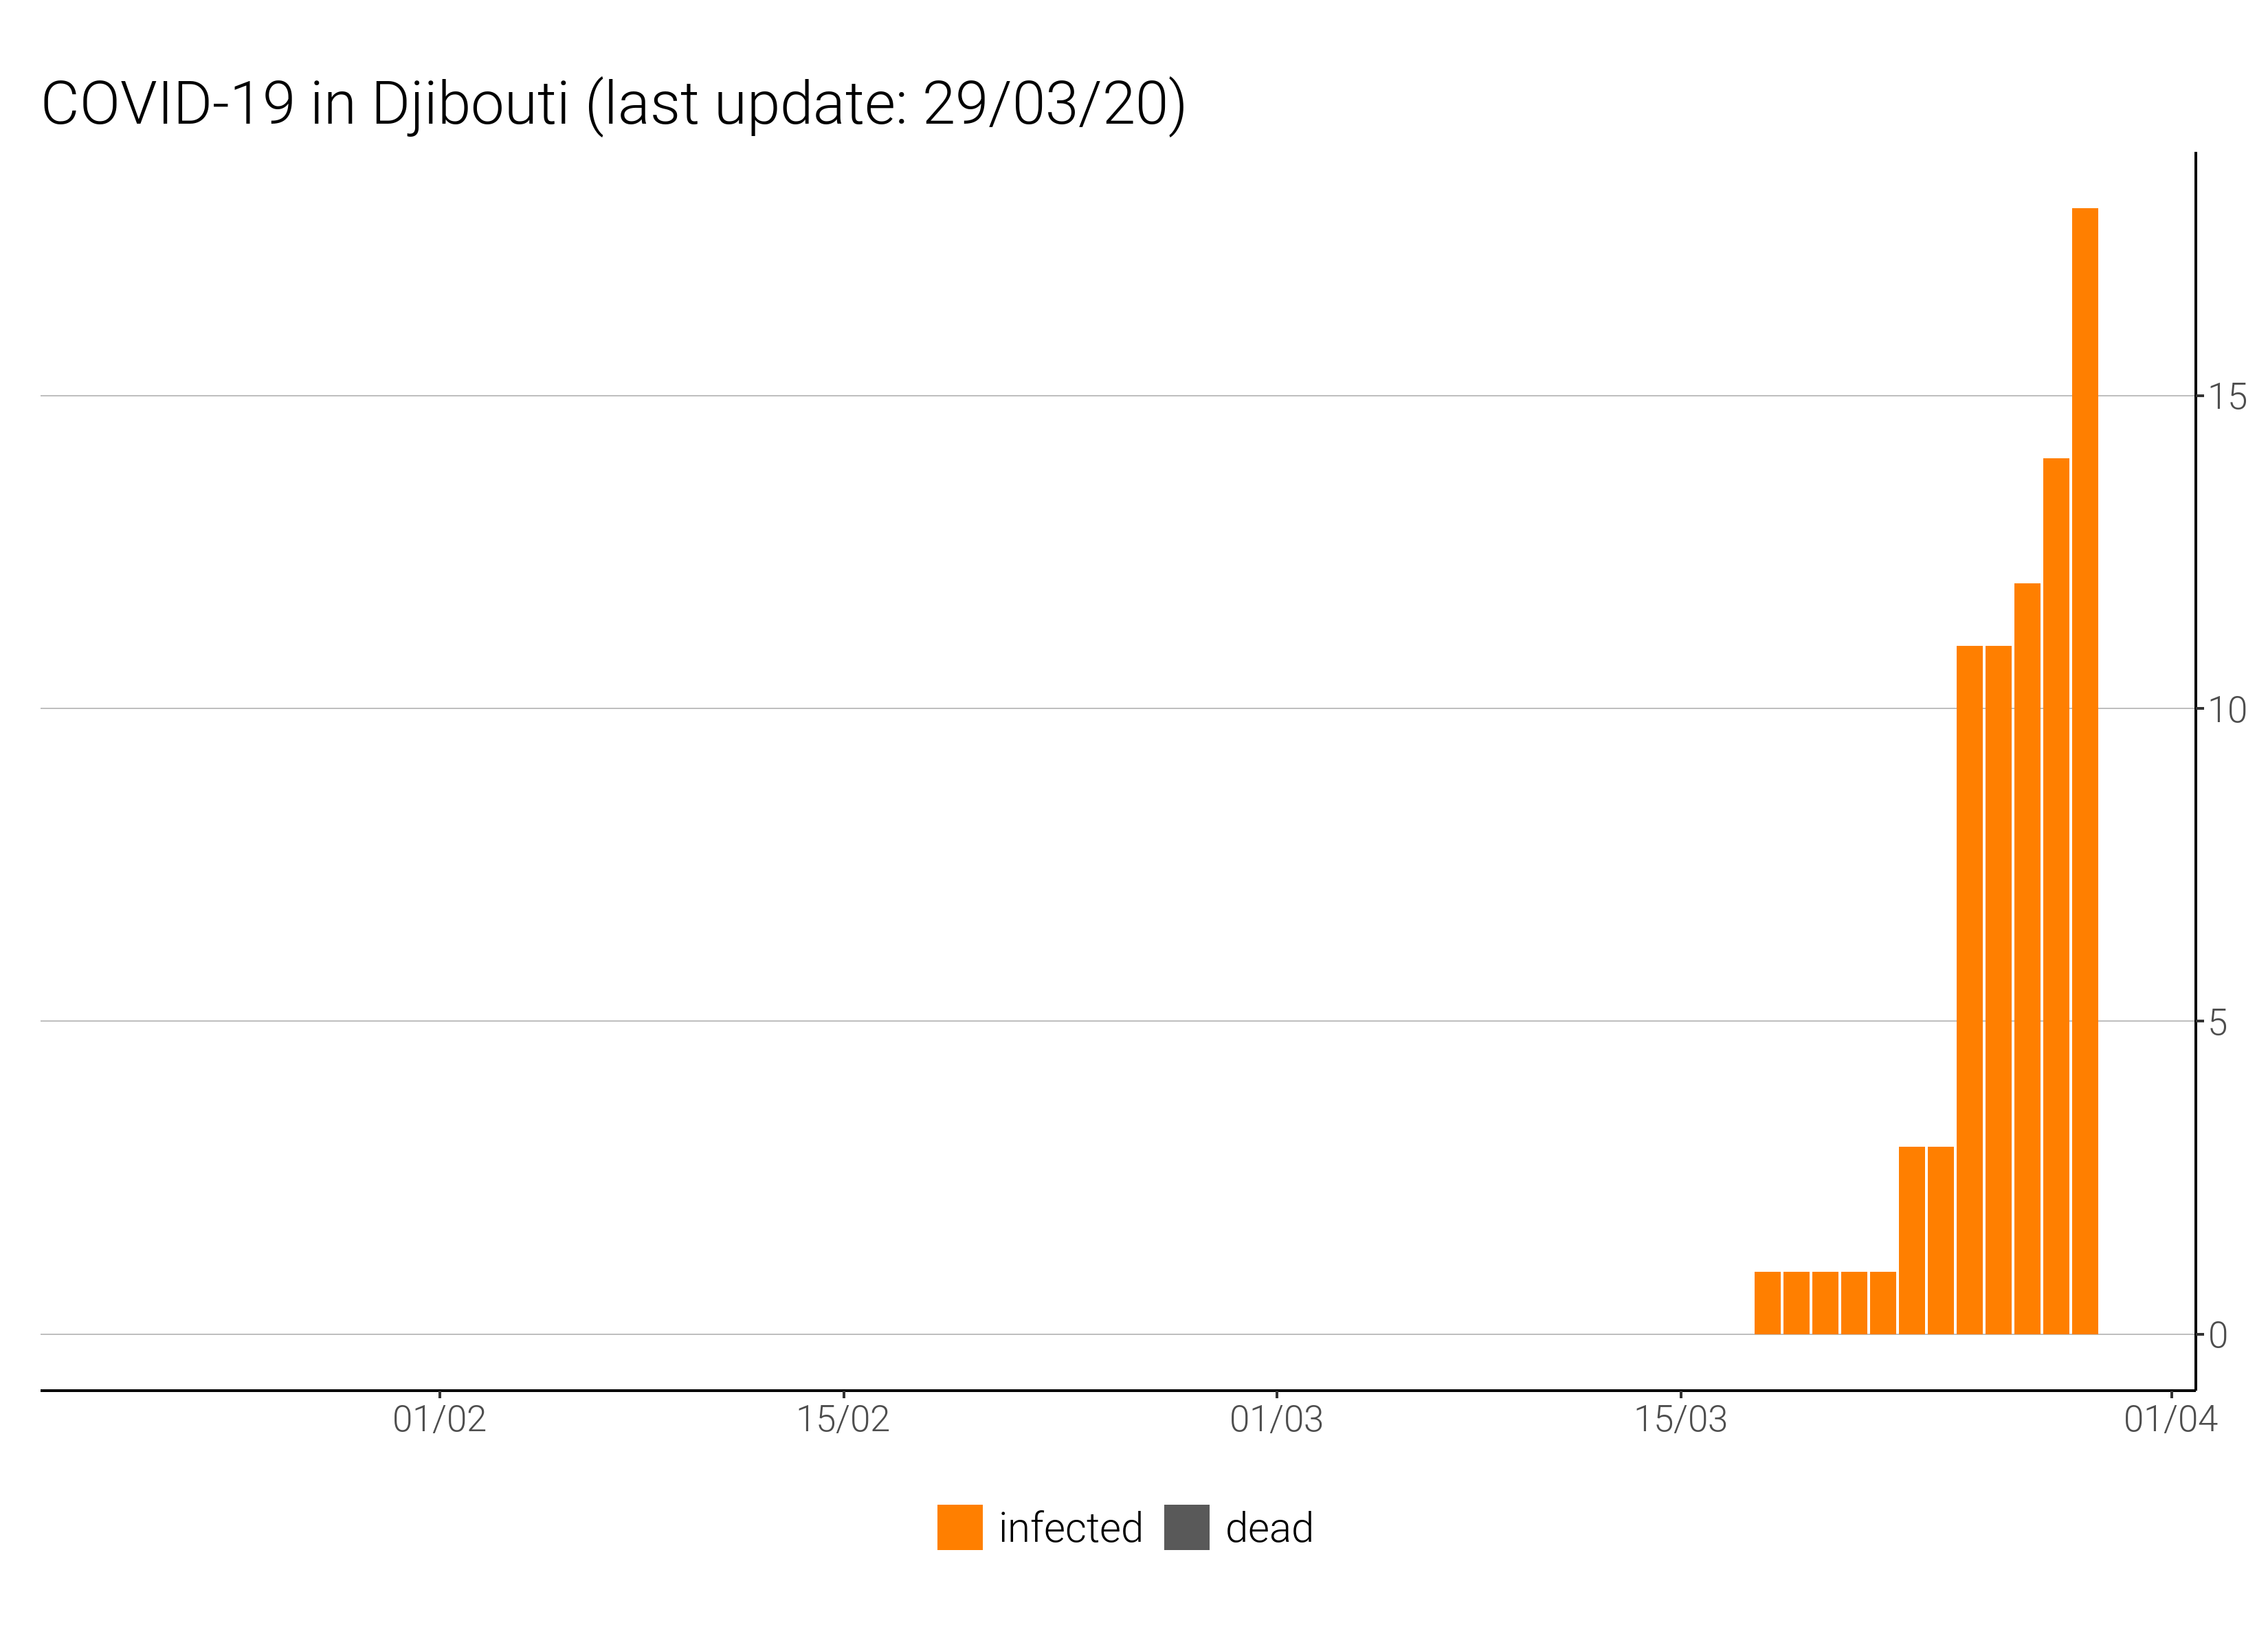 COVID-19 in Djibouti (last update: 29/03/20)
15
10
5
0
01/02 15/02 01/03 15/03 01/04
infected dead